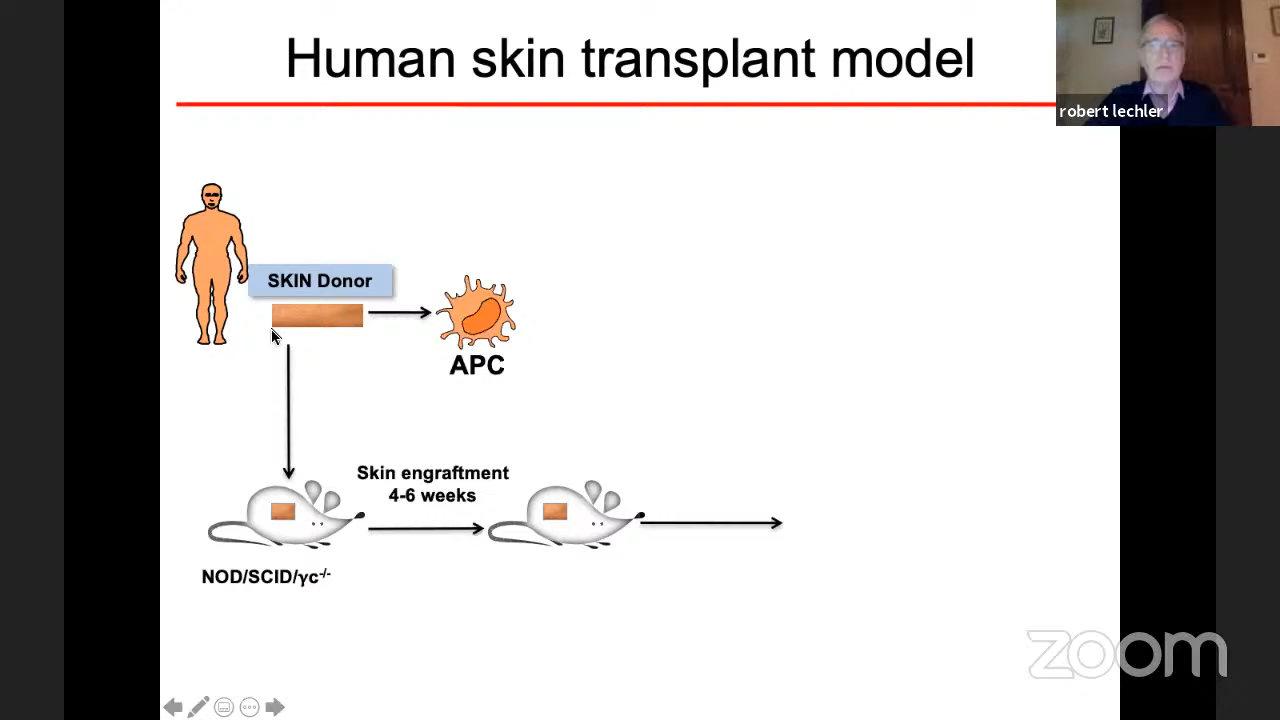 Human skin transplant model
robert lechler
SKIN Donor
APC
Skin engraftment
4-6 weeks
NOD/SCID/γc-/-
zoom